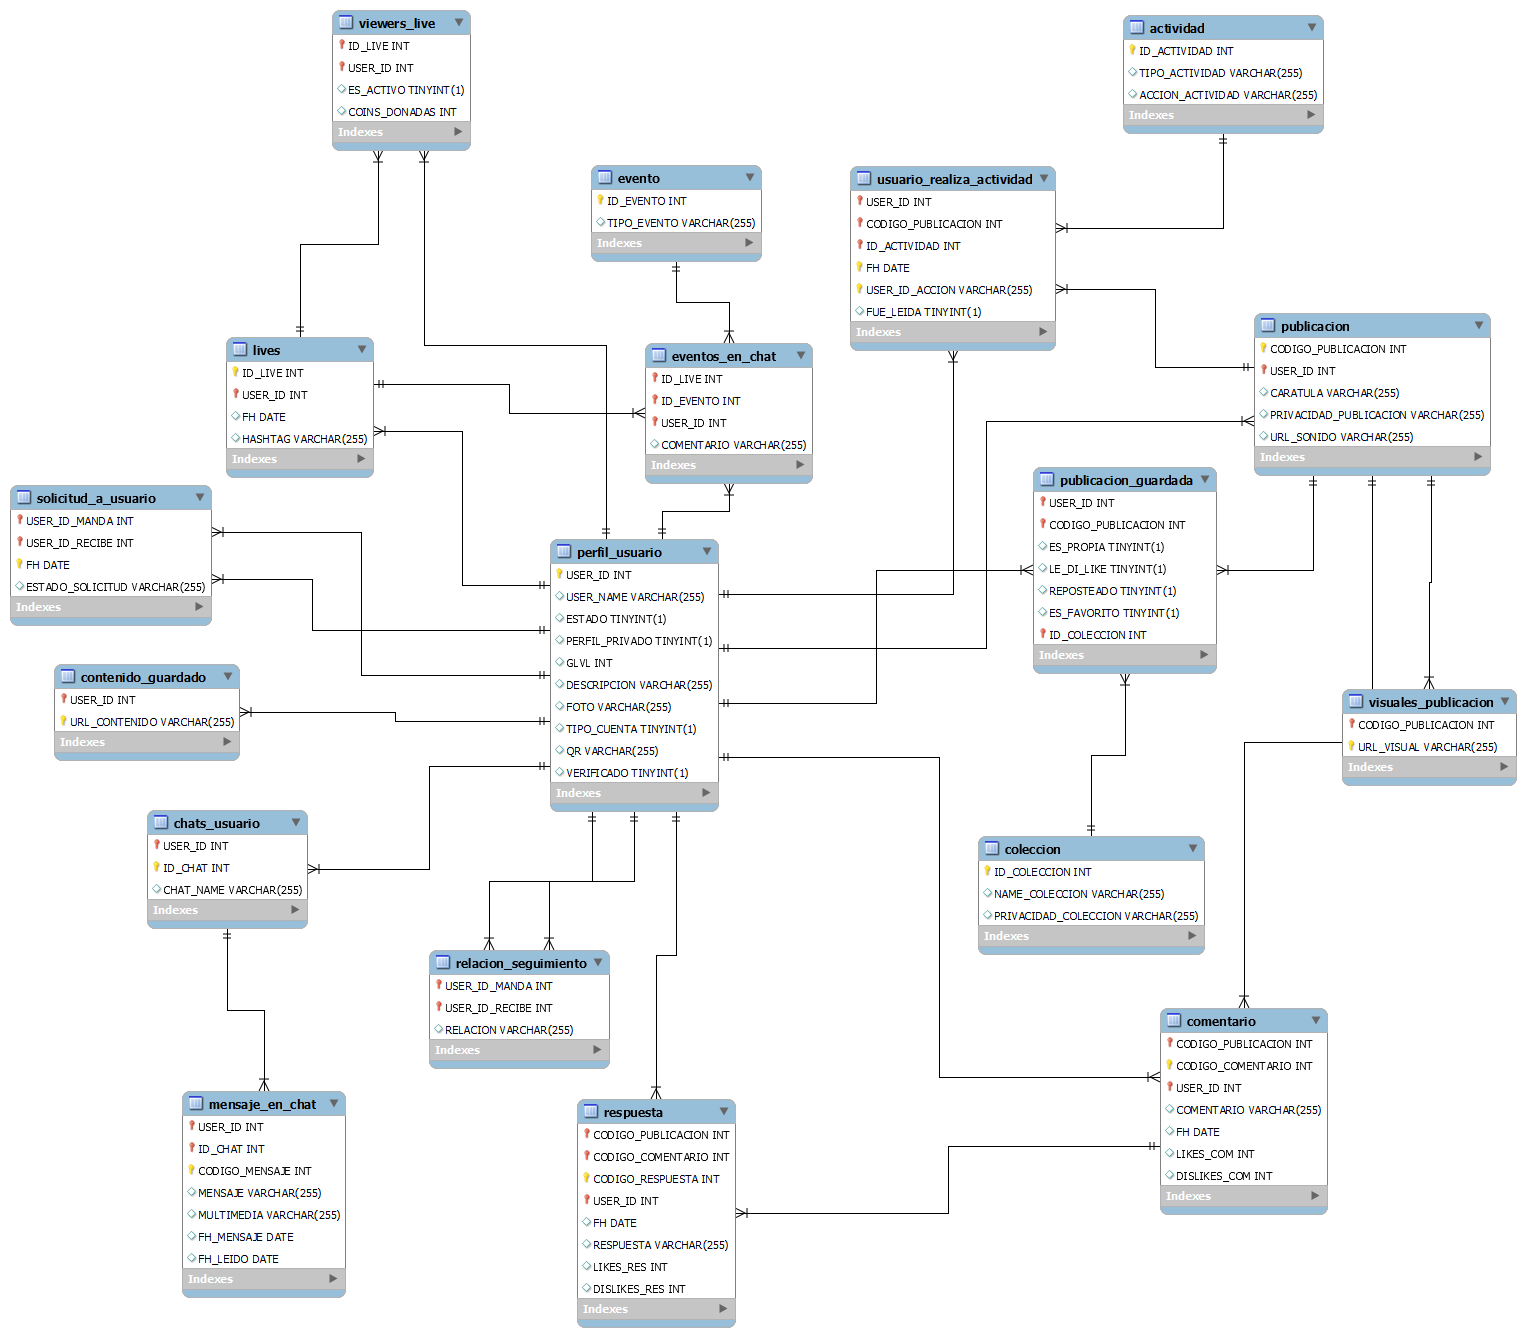 viewers_live
ID_LIVE INT
USER_ID INT
ES_ACTIVO TINYINT(1)
COINS_DONADAS INT
Indexes
actividad
ID_ACTIVIDAD INT
TIPO_ACTIVIDAD VARCHAR(255)
ACCION_ACTIVIDAD VARCHAR(255)
Indexes
evento
ID_EVENTO INT
TIPO_EVENTO VARCHAR(255)
Indexes
usuario_realiza_actividad
USER_ID INT
CODIGO_PUBLICACION INT
ID_ACTIVIDAD INT
FH DATE
USER_ID_ACCION VARCHAR(255)
FUE_LEIDA TINYINT(1)
Indexes
publicacion
CODIGO_PUBLICACION INT
USER_ID INT
CARATULA VARCHAR(255)
PRIVACIDAD_PUBLICACION VARCHAR(255)
URL_SONIDO VARCHAR(255)
Indexes
lives
ID_LIVE INT
USER_ID INT
FH DATE
HASHTAG VARCHAR(255)
Indexes
eventos_en_chat
ID_LIVE INT
ID_EVENTO INT
USER_ID INT
COMENTARIO VARCHAR(255)
Indexes
publicacion_guardada
USER_ID INT
CODIGO_PUBLICACION INT
ES_PROPIA TINYINT(1)
LE_DI_LIKE TINYINT(1)
REPOSTEADO TINYINT(1)
ES_FAVORITO TINYINT(1)
ID_COLECCION INT
Indexes
solicitud_a_usuario
USER_ID_MANDA INT
USER_ID_RECIBE INT
FH DATE
ESTADO_SOLICITUD VARCHAR(255)
Indexes
perfil_usuario
USER_ID INT
USER_NAME VARCHAR(255)
ESTADO TINYINT(1)
PERFIL_PRIVADO TINYINT(1)
GLVL INT
DESCRIPCION VARCHAR(255)
FOTO VARCHAR(255)
TIPO_CUENTA TINYINT(1)
QR VARCHAR(255)
VERIFICADO TINYINT(1)
Indexes
contenido_guardado
USER_ID INT
URL_CONTENIDO VARCHAR(255)
Indexes
visuales_publicacion
CODIGO_PUBLICACION INT
URL_VISUAL VARCHAR(255)
Indexes
chats_usuario
USER_ID INT
ID_CHAT INT
CHAT_NAME VARCHAR(255)
Indexes
coleccion
ID_COLECCION INT
NAME_COLECCION VARCHAR(255)
PRIVACIDAD_COLECCION VARCHAR(255)
Indexes
relacion_seguimiento
USER_ID_MANDA INT
USER_ID_RECIBE INT
RELACION VARCHAR(255)
Indexes
comentario
CODIGO_PUBLICACION INT
CODIGO_COMENTARIO INT
USER_ID INT
COMENTARIO VARCHAR(255)
FH DATE
LIKES_COM INT
DISLIKES_COM INT
Indexes
mensaje_en_chat
USER_ID INT
ID_CHAT INT
CODIGO_MENSAJE INT
MENSAJE VARCHAR(255)
MULTIMEDIA VARCHAR(255)
FH_MENSAJE DATE
FH_LEIDO DATE
Indexes
respuesta
CODIGO_PUBLICACION INT
CODIGO_COMENTARIO INT
CODIGO_RESPUESTA INT
USER_ID INT
FH DATE
RESPUESTA VARCHAR(255)
LIKES_RES INT
DISLIKES_RES INT
Indexes